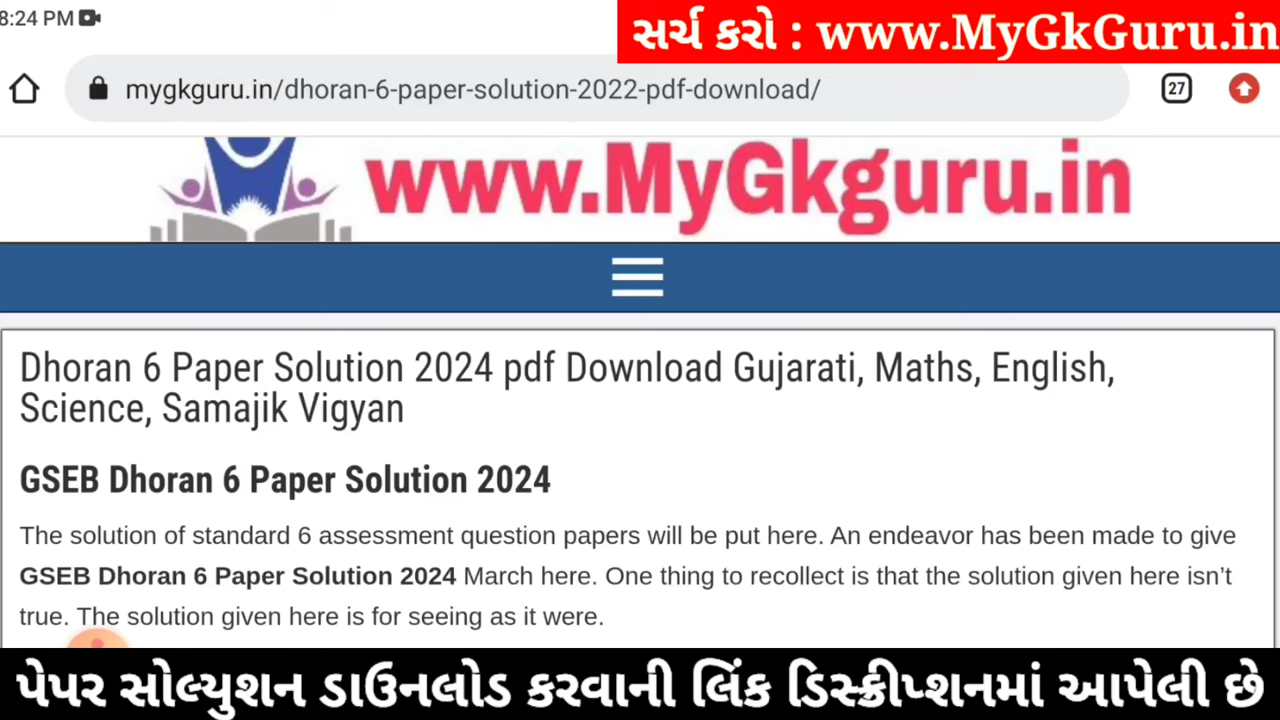 8:24 PM
સર્ચ કરો : www.MyGkGuru.in
mygkguru.in/dhoran-6-paper-solution-2022-pdf-download/
27
www.MyGkguru.in
Dhoran 6 Paper Solution 2024 pdf Download Gujarati, Maths, English,
Science, Samajik Vigyan
GSEB Dhoran 6 Paper Solution 2024
The solution of standard 6 assessment question papers will be put here. An endeavor has been made to give
GSEB Dhoran 6 Paper Solution 2024 March here. One thing to recollect is that the solution given here isn’t
true. The solution given here is for seeing as it were.
પેપર સોલ્યુશન ડાઉનલોડ કરવાની લિંક ડિસ્ક્રીપ્શનમાં આપેલી છે